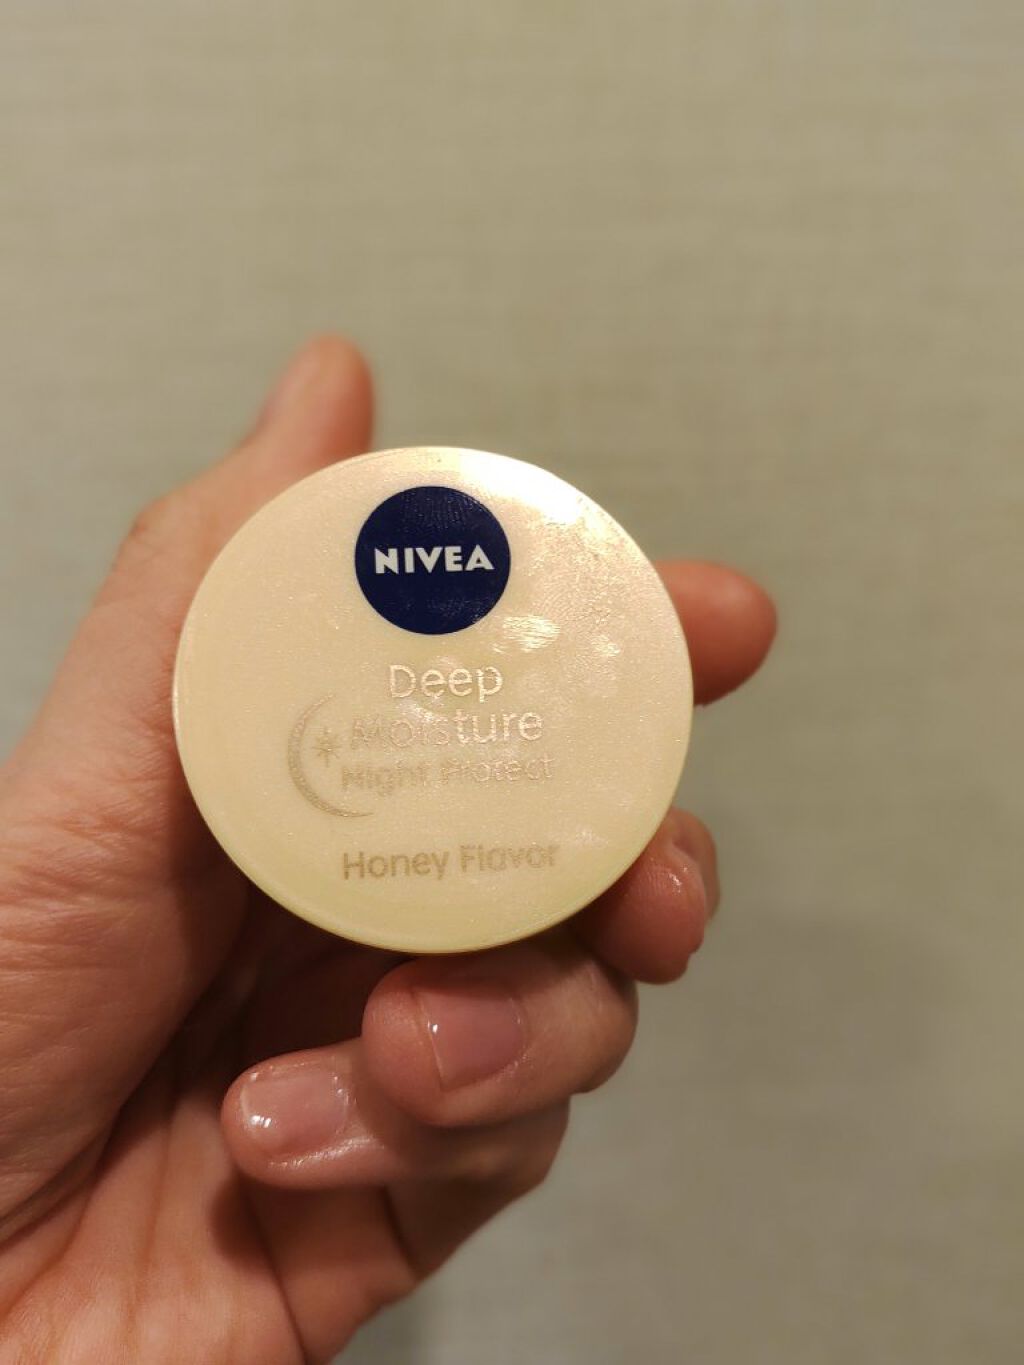 NIVEA
Deep
Moisture
Night Protect
Honey Flavor